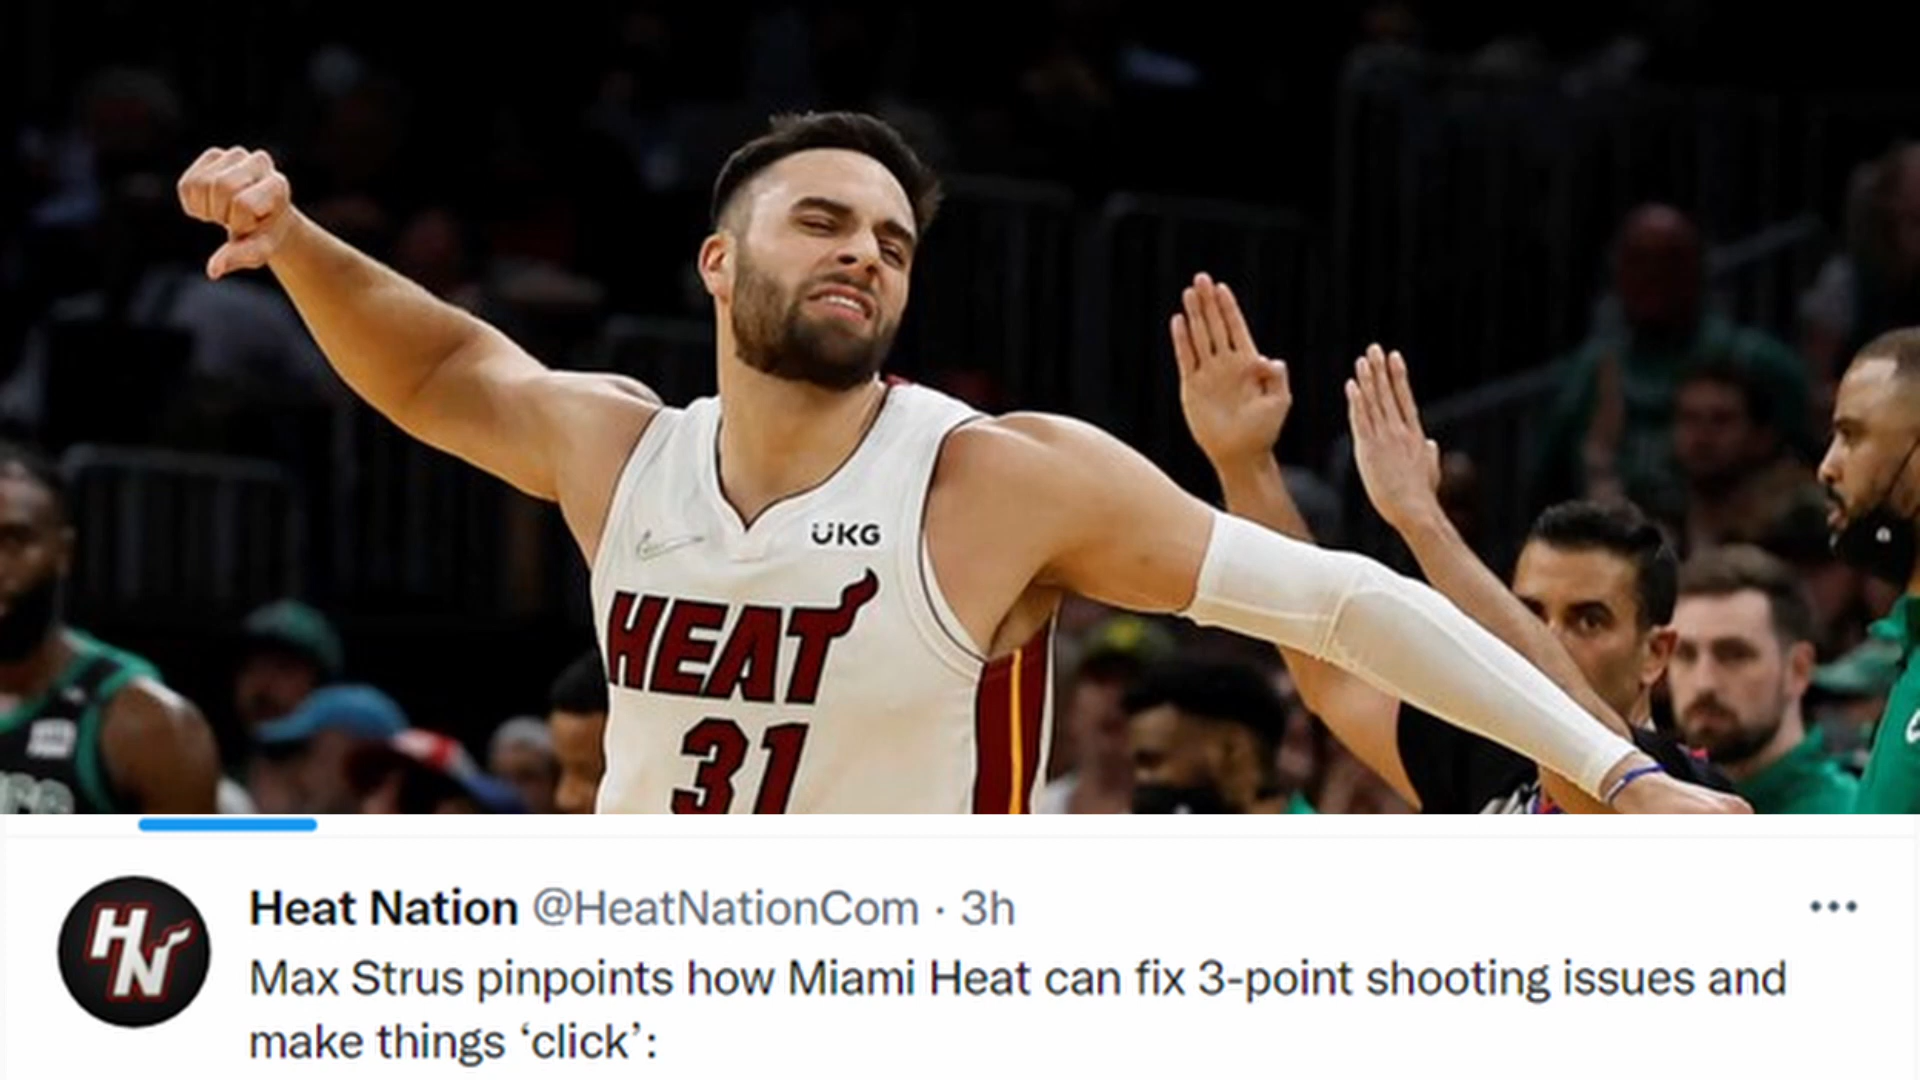 UKG
HEAT
31
HN
Heat Nation @HeatNationCom · 3h
Max Strus pinpoints how Miami Heat can fix 3-point shooting issues and
make things ‘click’: